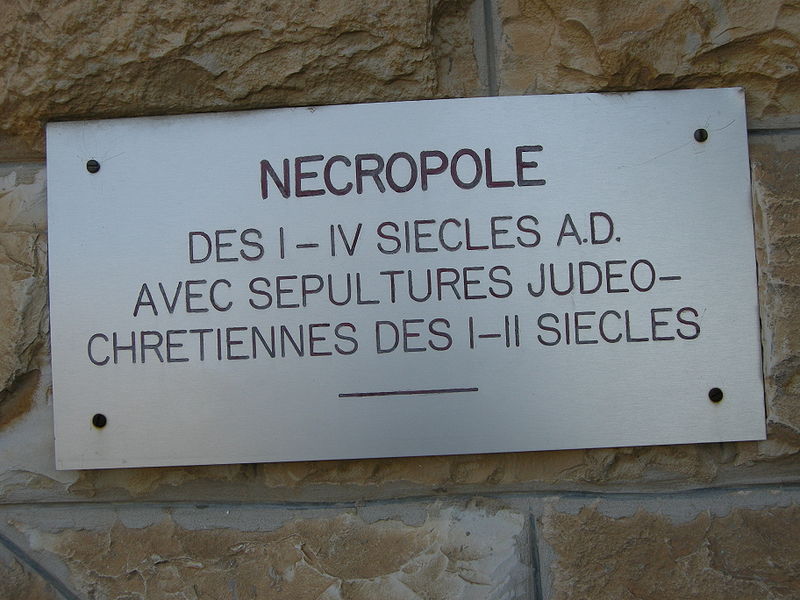 NECROPOLE
DES I – IV SIECLES A.D.
AVEC SEPULTURES JUDEO–
CHRETIENNES DES I–II SIECLES